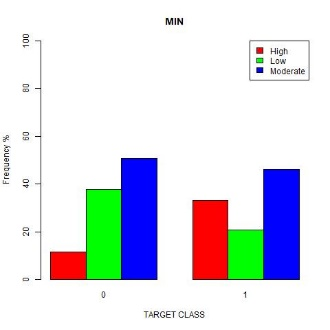 MIN
High
Low
Moderate
Frequency %
100
80
60
40
20
0
0 1
TARGET CLASS